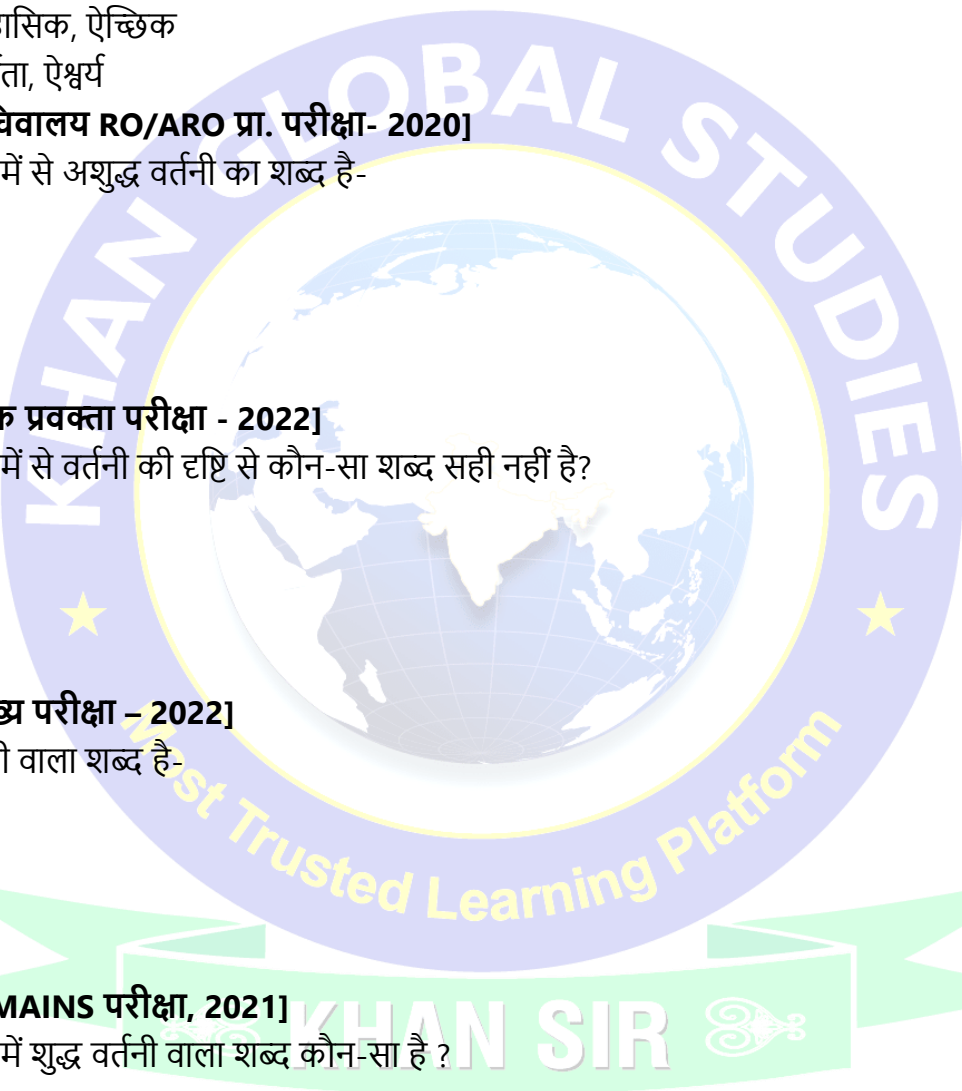 ासिक, ऐच्छिक
ता, ऐश्वर्य
विवालय RO/ARO प्रा. परीक्षा- 2020]
में से अशुद्ध वर्तनी का शब्द है-
क प्रवक्ता परीक्षा - 2022]
में से वर्तनी की दृष्टि से कौन-सा शब्द सही नहीं है?
ख्य परीक्षा – 2022]
ी वाला शब्द है-
MAINS परीक्षा, 2021]
में शुद्ध वर्तनी वाला शब्द कौन-सा है ?
KHAN GLOBAL STUDIES
Most Trusted Learning Platform
KHAN SIR